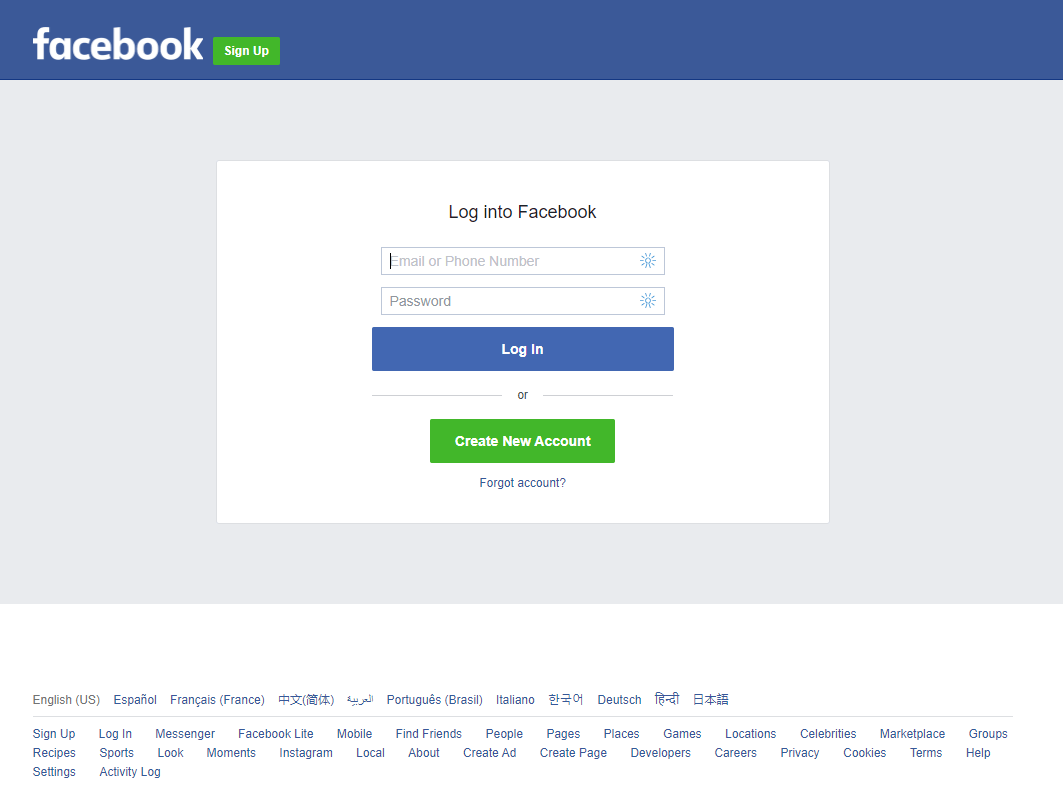 facebook Sign Up
Log into Facebook
Email or Phone Number
Password
Log In
or
Create New Account
Forgot account?
English (US) Español Français (France) 中文(简体) العربية Português (Brasil) Italiano 한국어 Deutsch हिन्दी 日本語
Sign Up Log In Messenger Facebook Lite Mobile Find Friends People Pages Places Games Locations Celebrities Marketplace Groups
Recipes Sports Look Moments Instagram Local About Create Ad Create Page Developers Careers Privacy Cookies Terms Help
Settings Activity Log